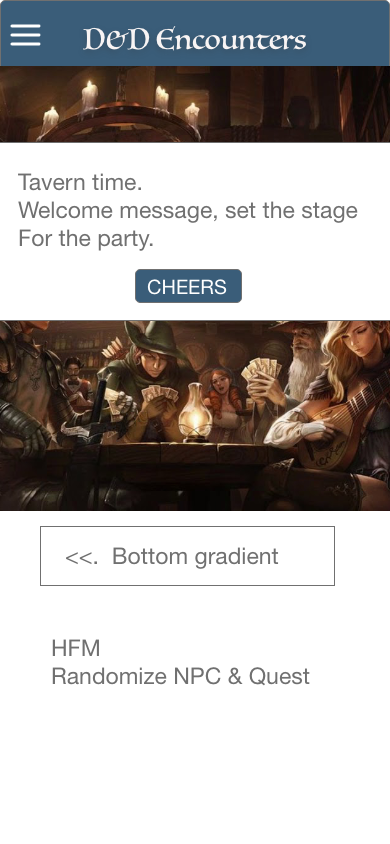 D&D Encounters
Tavern time.
Welcome message, set the stage
For the party.
CHEERS
<<. Bottom gradient
HFM
Randomize NPC & Quest